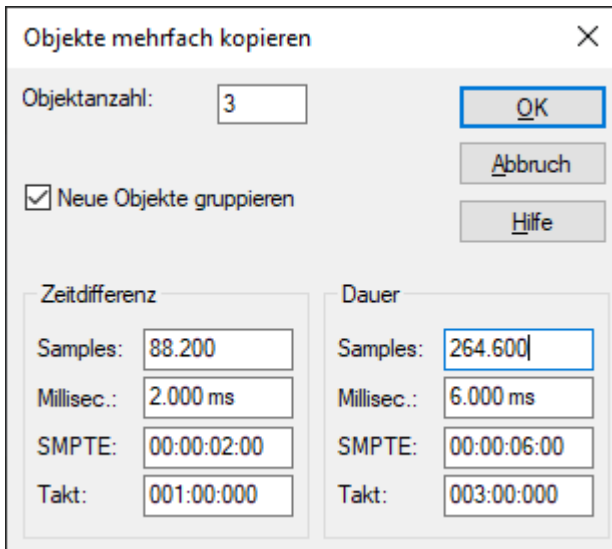 Objekte mehrfach kopieren
Objektanzahl: 3
OK
Abbruch
Neue Objekte gruppieren
Hilfe
Zeitdifferenz
Samples: 88.200
Millisec.: 2.000 ms
SMPTE: 00:00:02:00
Takt: 001:00:000
Dauer
Samples: 264.600
Millisec.: 6.000 ms
SMPTE: 00:00:06:00
Takt: 003:00:000